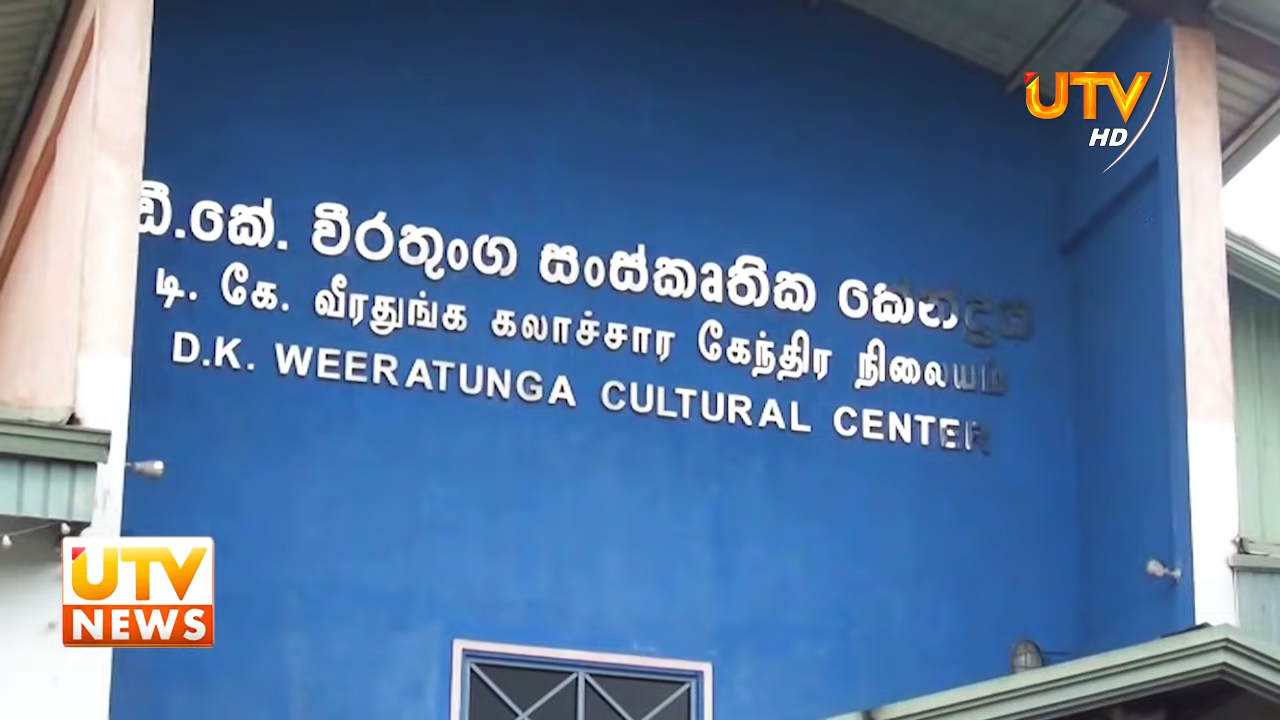 UTV
HD
ඩී.කේ. වීරතුංග සංස්කෘතික කේන්ද්‍රය
டி. கே. வீரதுங்க கலாச்சார கேந்திர நிலையம்
D.K. WEERATUNGA CULTURAL CENTER
UTV
NEWS